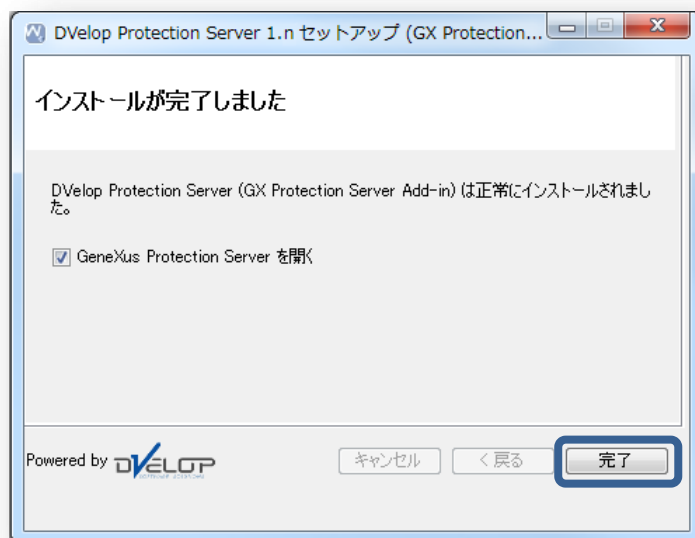 DVelop Protection Server 1.n セットアップ (GX Protection...
インストールが完了しました
DVelop Protection Server (GX Protection Server Add-in) は正常にインストールされまし
た。
GeneXus Protection Server を開く
Powered by DVELOP
キャンセル
< 戻る
完了